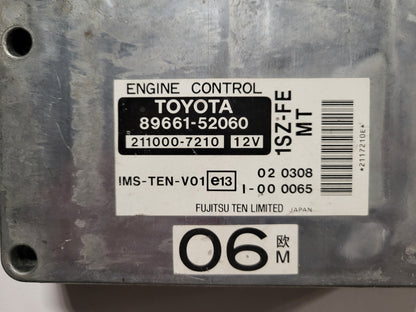 ENGINE CONTROL
TOYOTA
89661-52060
211000-7210 12V
1SZ-FE
MT
*2117210E*
IMS-TEN-V01 e13
02 0308
I-00 0065
FUJITSU TEN LIMITED JAPAN
06 欧
M